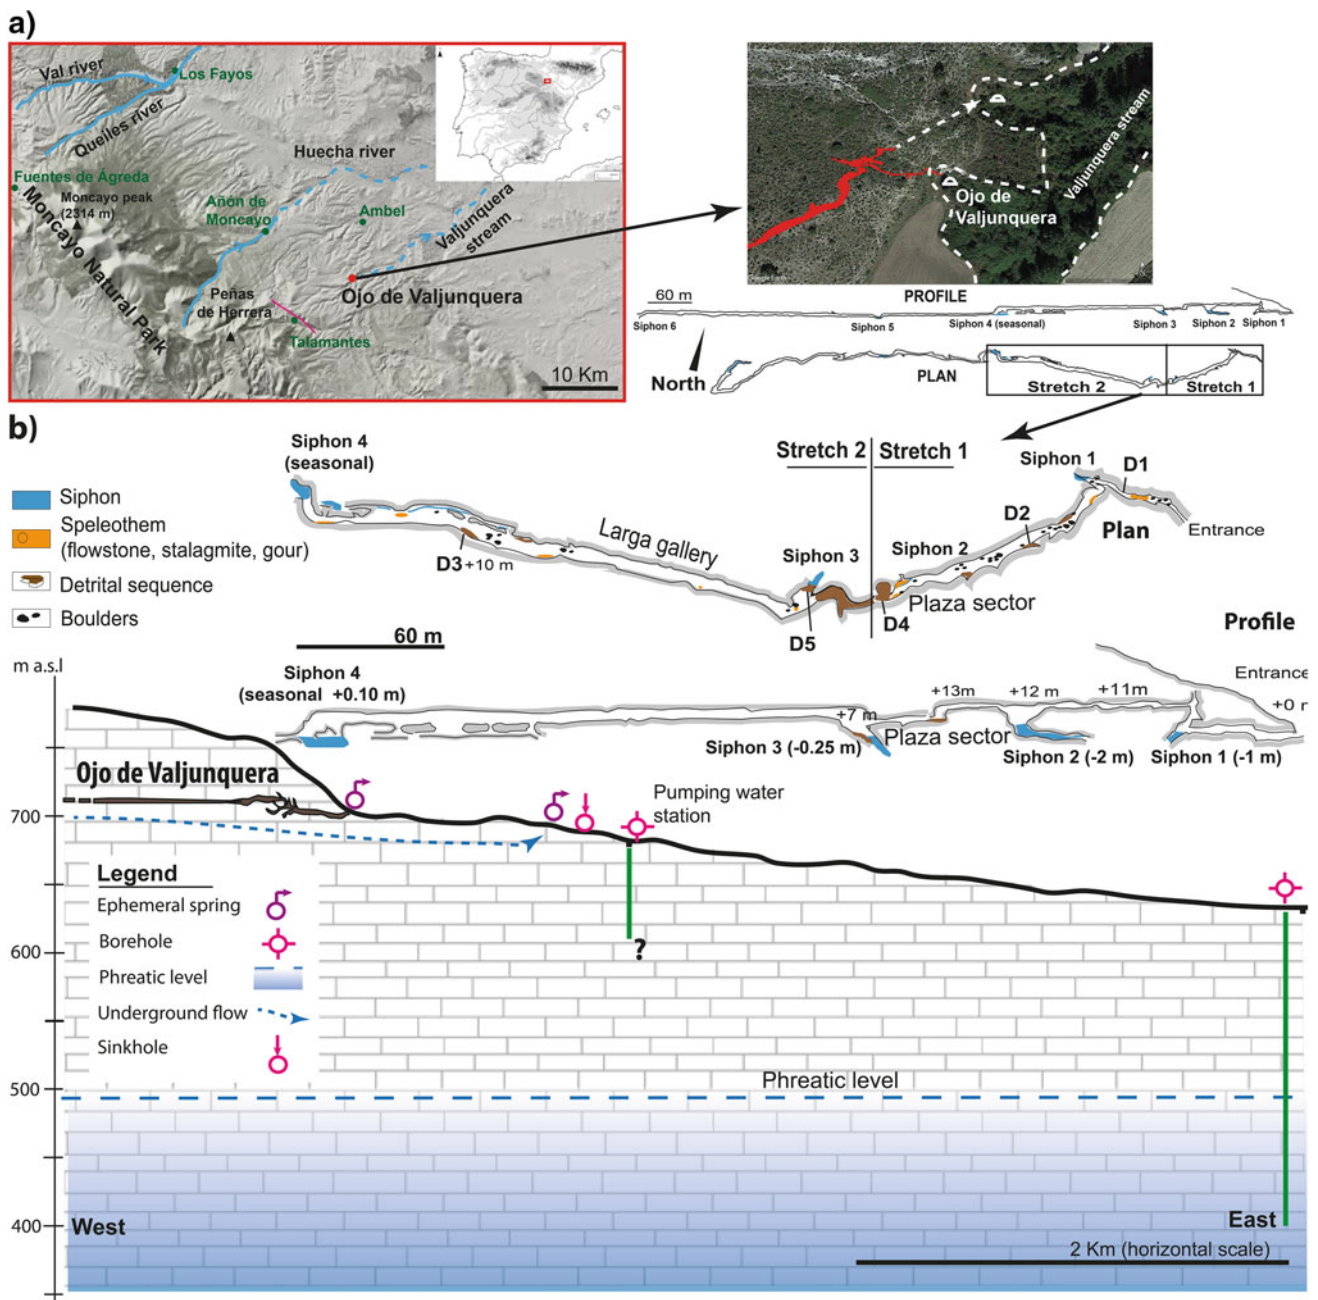 a)
Val river
Los Fayos
Queiles river
Fuentes de Ágreda
Moncayo peak
(2314 m)
Moncayo Natural Park
Añón de
Moncayo
Huecha river
Ambel
Valjunquera
stream
Peñas
de Herrera
Ojo de Valjunquera
Talamantes
10 Km
Ojo de
Valjunquera
Valjunquera stream
N
60 m
PROFILE
Siphon 6
Siphon 5
Siphon 4 (seasonal)
Siphon 3
Siphon 2
Siphon 1
North
PLAN
Stretch 2
Stretch 1
b)
Siphon
Speleothem
(flowstone, stalagmite, gour)
Detrital sequence
Boulders
Siphon 4
(seasonal)
Stretch 2
Stretch 1
Siphon 1
D1
D2
Plan
Entrance
Larga gallery
Siphon 3
Siphon 2
D3 +10 m
Plaza sector
D5
D4
60 m
Profile
m a.s.l
Siphon 4
(seasonal +0.10 m)
Entrance
+13m
+12 m
+11m
+0
+7 m
Siphon 3 (-0.25 m)
Plaza sector
Siphon 2 (-2 m)
Siphon 1 (-1 m)
Ojo de Valjunquera
Pumping water
station
700
Legend
Ephemeral spring
Borehole
Phreatic level
Underground flow
Sinkhole
?
600
500
Phreatic level
400
West
East
2 Km (horizontal scale)